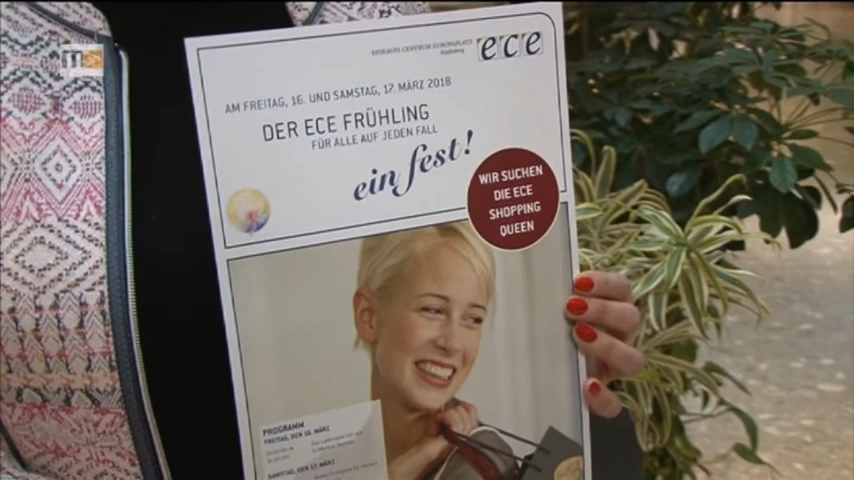 EINKAUFS-CENTRUM EUROPAPLATZ
ece
AM FREITAG, 16. UND SAMSTAG, 17. MÄRZ 2018
DER ECE FRÜHLING
FÜR ALLE AUF JEDEN FALL
ein fest!
WIR SUCHEN
DIE ECE
SHOPPING
QUEEN
PROGRAMM
FREITAG, DEN 16. MÄRZ
SAMSTAG, DEN 17. MÄRZ